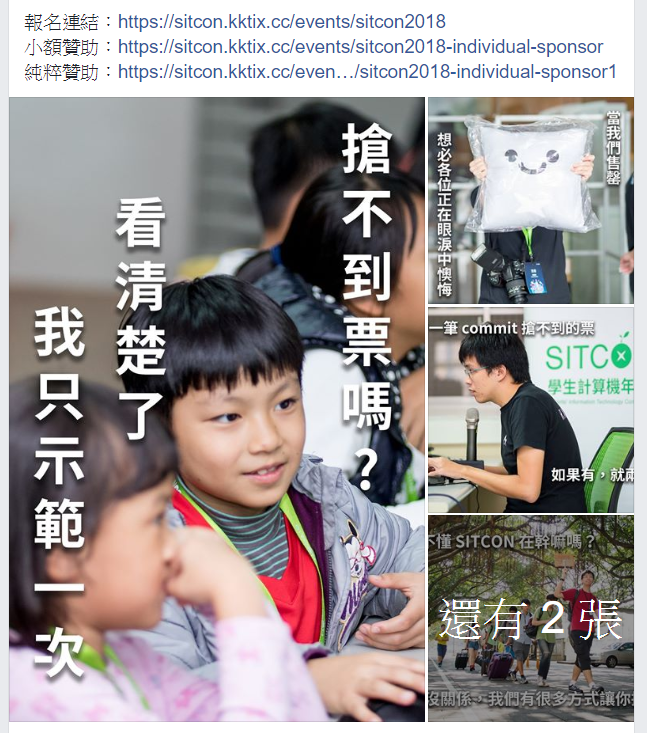 報名連結：https://sitcon.kktix.cc/events/sitcon2018
小額贊助：https://sitcon.kktix.cc/events/sitcon2018-individual-sponsor
純粹贊助：https://sitcon.kktix.cc/even…/sitcon2018-individual-sponsor1
搶不到票嗎？
看清楚了
我只示範一次
當我們售罄
想必各位正在眼淚中懊悔
一筆 commit 搶不到的票
SITCO
學生計算機年
如果有，就兩
不懂 SITCON 在幹嘛嗎？
還有 2 張
沒關係，我們有很多方式讓你